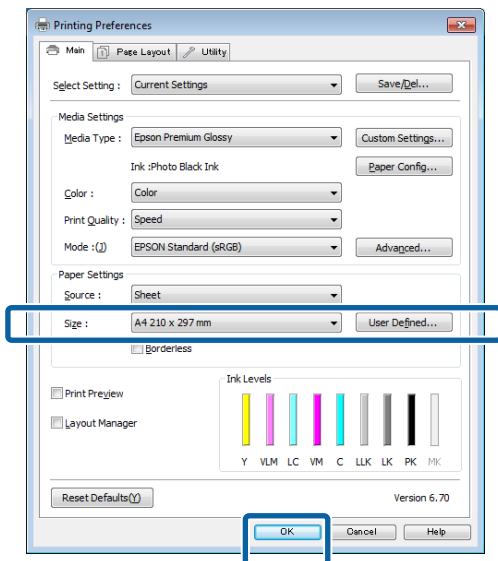 Printing Preferences
Main Page Layout Utility
Select Setting : Current Settings Save/Del...
Media Settings
Media Type : Epson Premium Glossy Custom Settings...
Ink :Photo Black Ink Paper Config...
Color : Color
Print Quality : Speed
Mode :(J) EPSON Standard (sRGB) Advanced...
Paper Settings
Source : Sheet
Size : A4 210 x 297 mm User Defined...
Borderless
Ink Levels
Print Preview
Layout Manager
Y VLM LC VM C LLK LK PK MK
Reset Defaults(Y) Version 6.70
OK Cancel Help